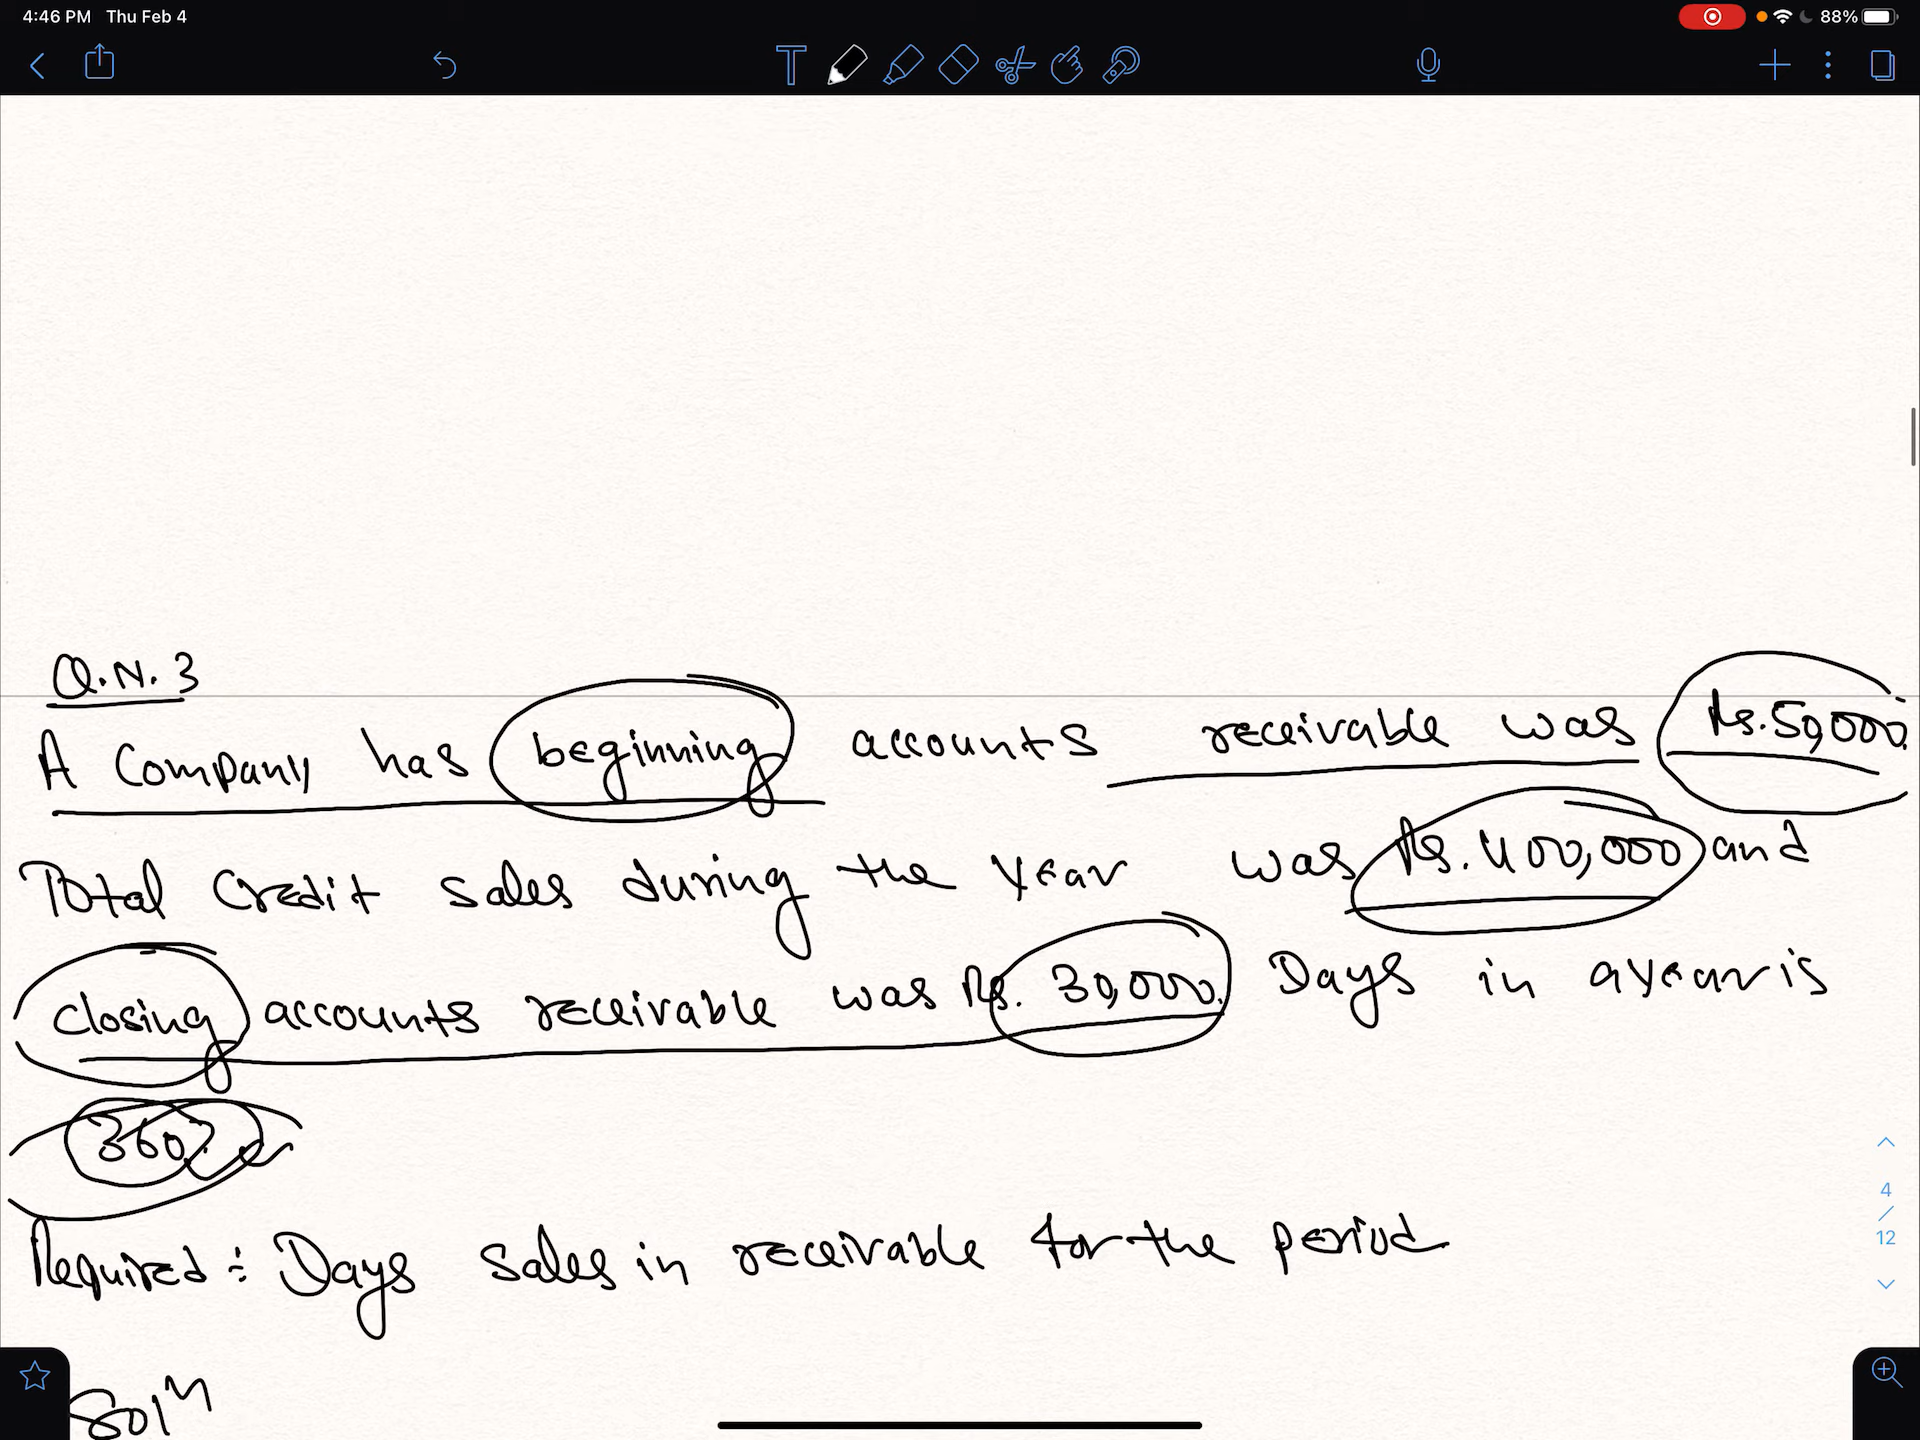 4:46 PM Thu Feb 4
88%
Q.N. 3
A Company has beginning accounts receivable was Rs. 50,000.
Total Credit sales during the year was Rs. 400,000 and
closing accounts receivable was Rs. 30,000. Days in a year is
360.
Required: Days sales in receivable for the period
Solⁿ
4
/
12